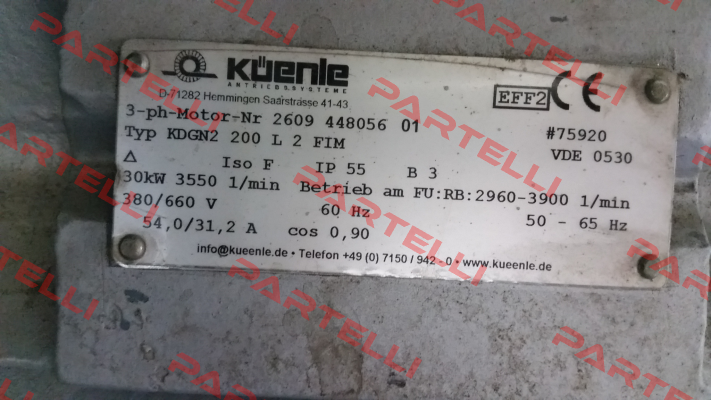 KÜENLE
ANTRIEBSSYSTEME
D-71282 Hemmingen Saarstrasse 41-43
EFF2 CE
3-ph-Motor-Nr 2609 448056 01 #75920
Typ KDGN2 200 L 2 FIM VDE 0530
Δ Iso F IP 55 B 3
30kW 3550 1/min Betrieb am FU:RB:2960-3900 1/min
380/660 V 60 Hz 50 - 65 Hz
54,0/31,2 A cos 0,90
info@kueenle.de • Telefon +49 (0) 7150 / 942 - 0 • www.kueenle.de
PARTELLI
PARTELLI
PARTELLI
PARTELLI
PARTELLI
PARTELLI
PARTELLI